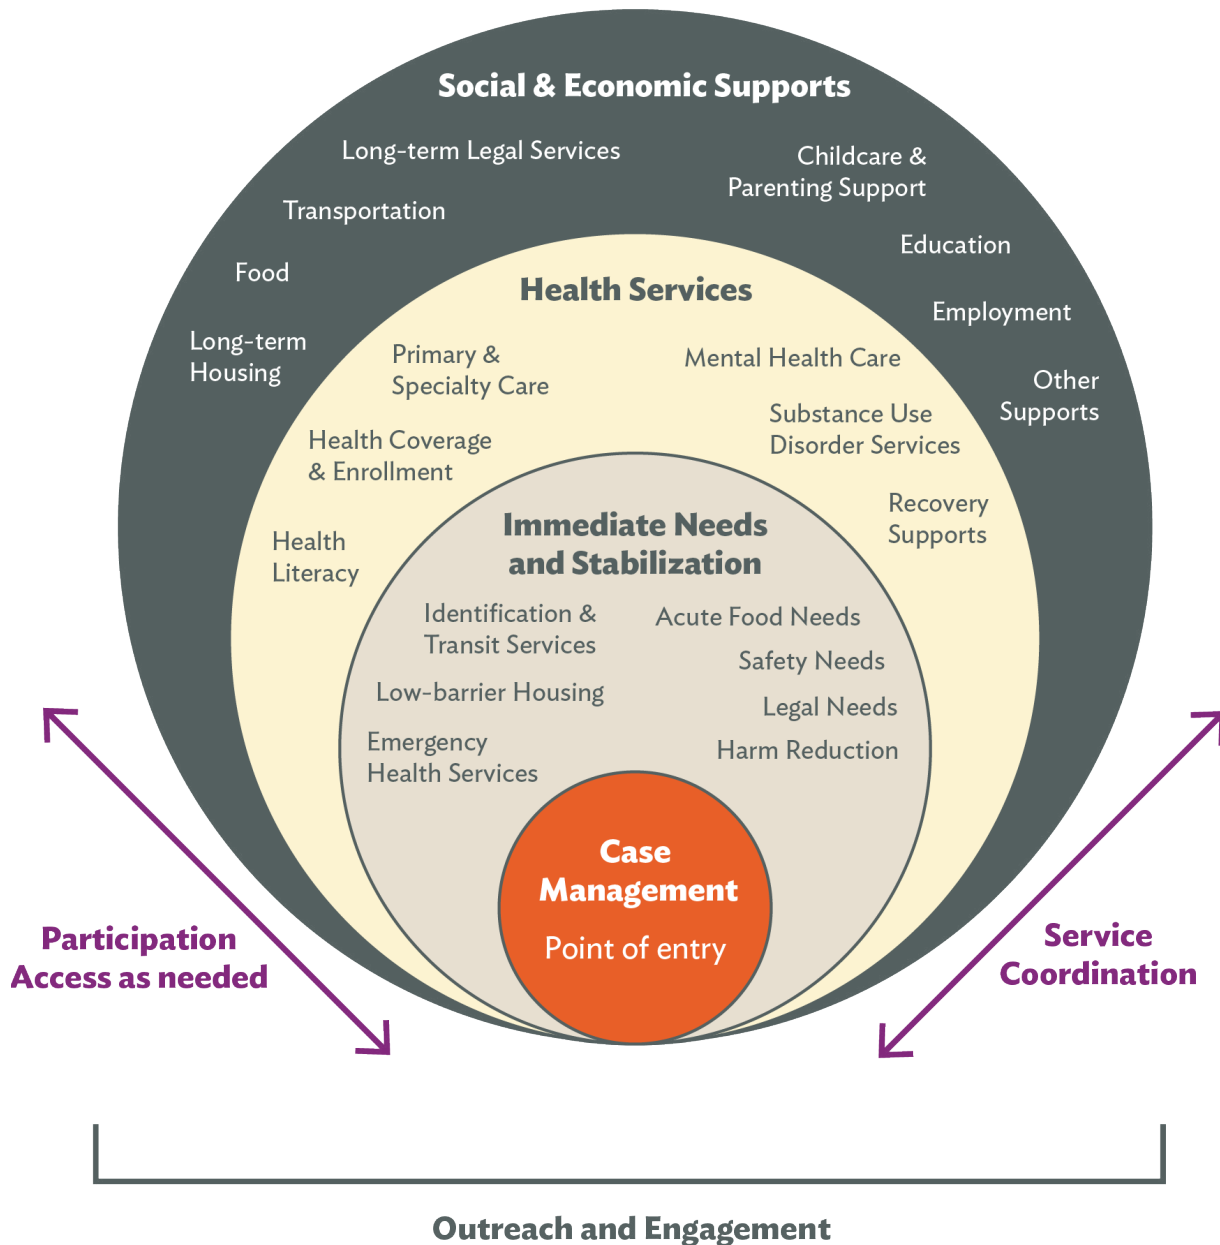 Social & Economic Supports
Long-term Legal Services
Transportation
Food
Long-term
Housing
Childcare &
Parenting Support
Education
Employment
Other
Supports
Health Services
Primary &
Specialty Care
Health Coverage
& Enrollment
Health
Literacy
Mental Health Care
Substance Use
Disorder Services
Recovery
Supports
Immediate Needs
and Stabilization
Identification &
Transit Services
Low-barrier Housing
Emergency
Health Services
Acute Food Needs
Safety Needs
Legal Needs
Harm Reduction
Case
Management
Point of entry
Participation
Access as needed
Service
Coordination
Outreach and Engagement